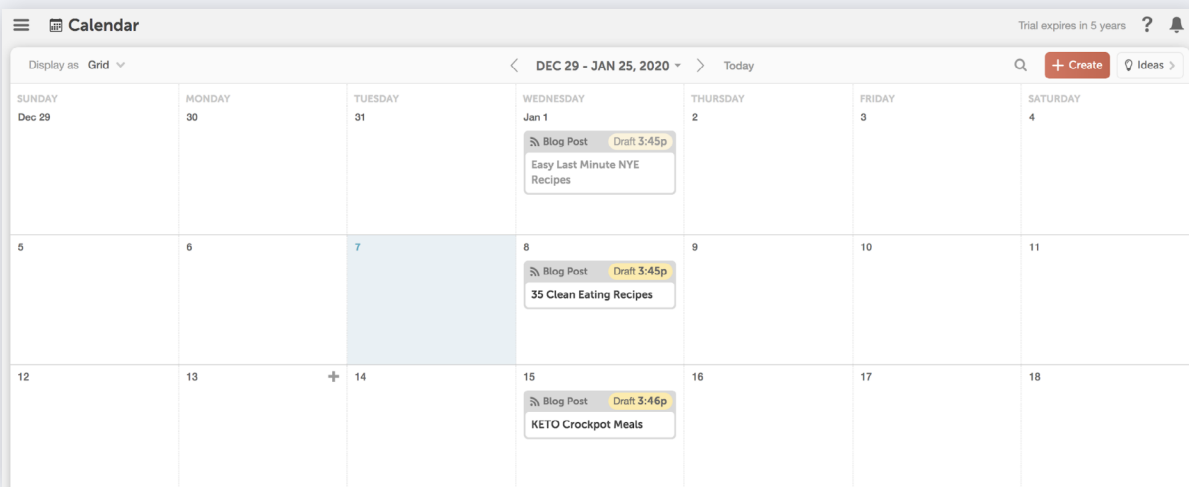 Calendar
Trial expires in 5 years ?
Display as Grid
DEC 29 - JAN 25, 2020
Today
+ Create
Ideas >
SUNDAY MONDAY TUESDAY WEDNESDAY THURSDAY FRIDAY SATURDAY
Dec 29 30 31 Jan 1 2 3 4
Blog Post Draft 3:45p
Easy Last Minute NYE
Recipes
5 6 7 8 9 10 11
Blog Post Draft 3:45p
35 Clean Eating Recipes
12 13 + 14 15 16 17 18
Blog Post Draft 3:46p
KETO Crockpot Meals